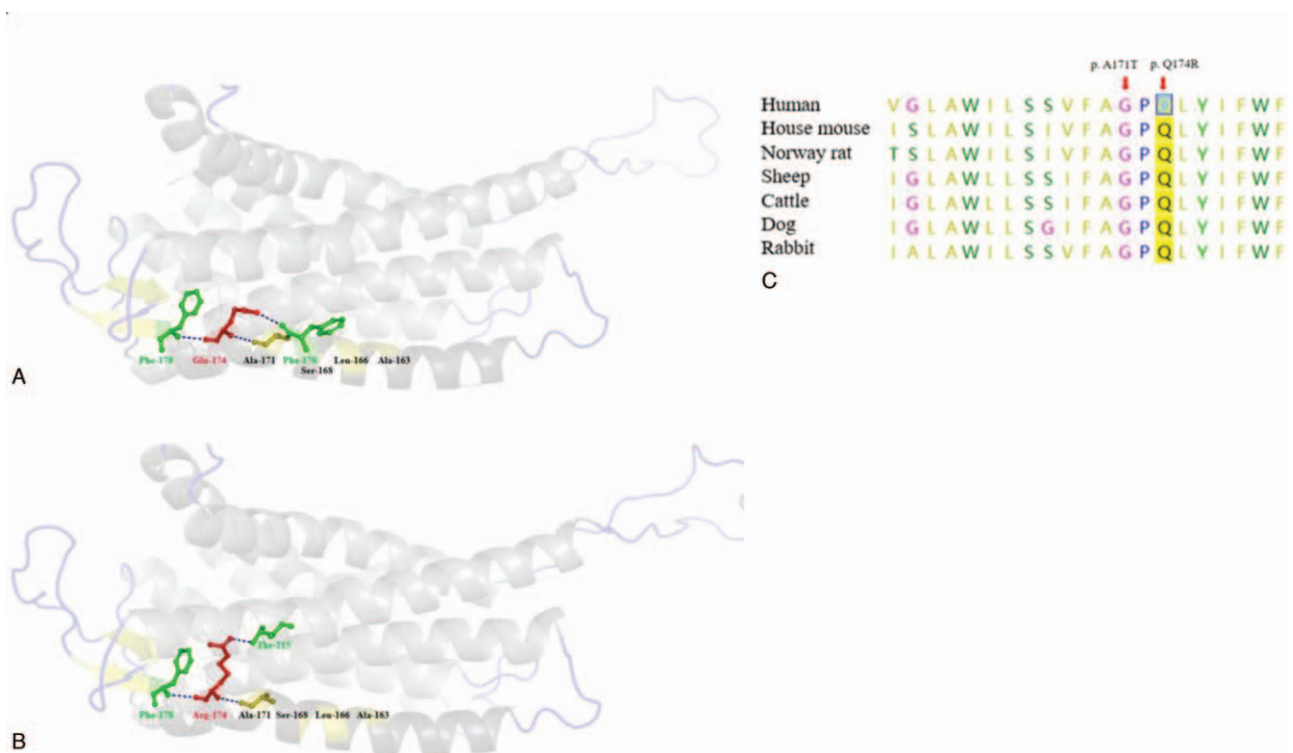 Phe-178 Gln-174 Ala-171 Phe-170 Leu-166 Ala-163
Ser-168
A
Thr-215
Phe-178 Arg-174 Ala-171 Ser-168 Leu-166 Ala-163
B
p. A171T p. Q174R
Human V G L A W I L S S V F A G P Q L Y I F W F
House mouse I S L A W I L S I V F A G P Q L Y I F W F
Norway rat T S L A W I L S I V F A G P Q L Y I F W F
Sheep I G L A W L L S S I F A G P Q L Y I F W F
Cattle I G L A W L L S S I F A G P Q L Y I F W F
Dog I G L A W I L S G I F A G P Q L Y I F W F
Rabbit I A L A W I L S S V F A G P Q L Y I F W F
C